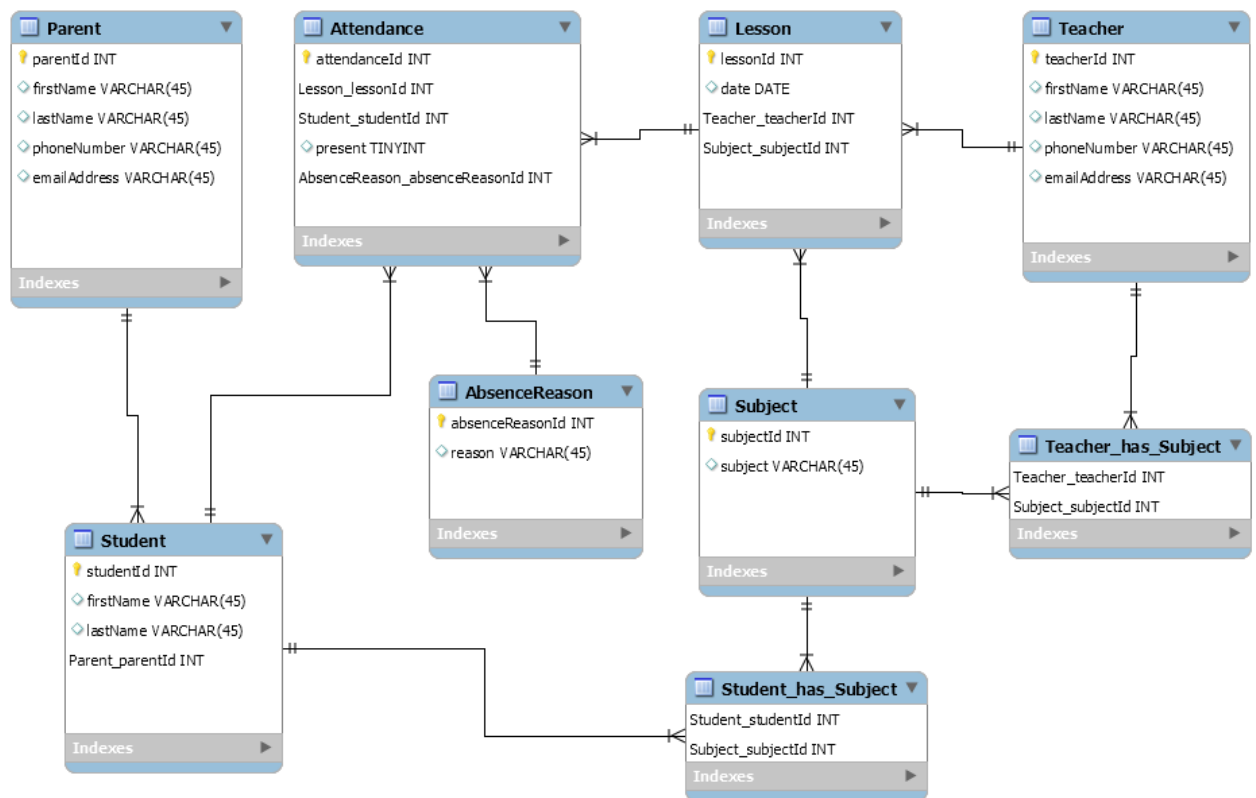 Parent
parentId INT
firstName VARCHAR(45)
lastName VARCHAR(45)
phoneNumber VARCHAR(45)
emailAddress VARCHAR(45)
Indexes
Attendance
attendanceId INT
Lesson_lessonId INT
Student_studentId INT
present TINYINT
AbsenceReason_absenceReasonId INT
Indexes
Lesson
lessonId INT
date DATE
Teacher_teacherId INT
Subject_subjectId INT
Indexes
Teacher
teacherId INT
firstName VARCHAR(45)
lastName VARCHAR(45)
phoneNumber VARCHAR(45)
emailAddress VARCHAR(45)
Indexes
AbsenceReason
absenceReasonId INT
reason VARCHAR(45)
Indexes
Subject
subjectId INT
subject VARCHAR(45)
Indexes
Teacher_has_Subject
Teacher_teacherId INT
Subject_subjectId INT
Indexes
Student
studentId INT
firstName VARCHAR(45)
lastName VARCHAR(45)
Parent_parentId INT
Indexes
Student_has_Subject
Student_studentId INT
Subject_subjectId INT
Indexes